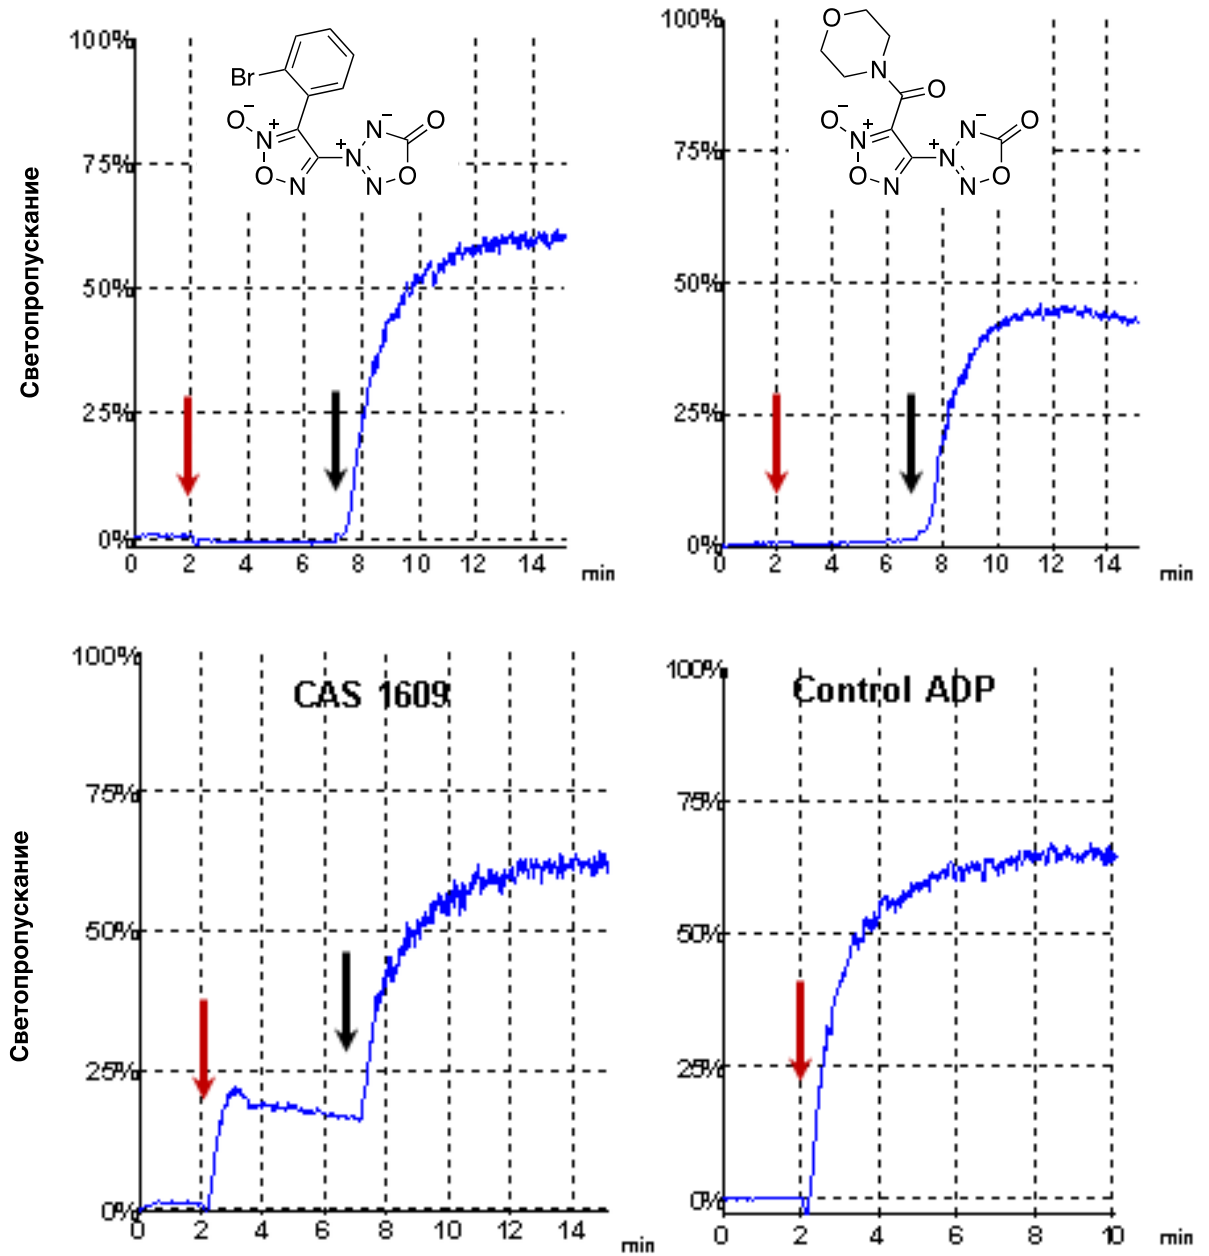 100%
75%
50%
25%
0%
0 2 4 6 8 10 12 14
min
Светопропускание
Br
O−
N+
O
N
N+
N−
N
O
O
100%
75%
50%
25%
0%
0 2 4 6 8 10 12 14
min
O
N
O
O−
N+
O
N
N+
N−
N
O
O
CAS 1609
100%
75%
50%
25%
0%
0 2 4 6 8 10 12 14
min
Светопропускание
Control ADP
100%
75%
50%
25%
0%
0 2 4 6 8 10
min